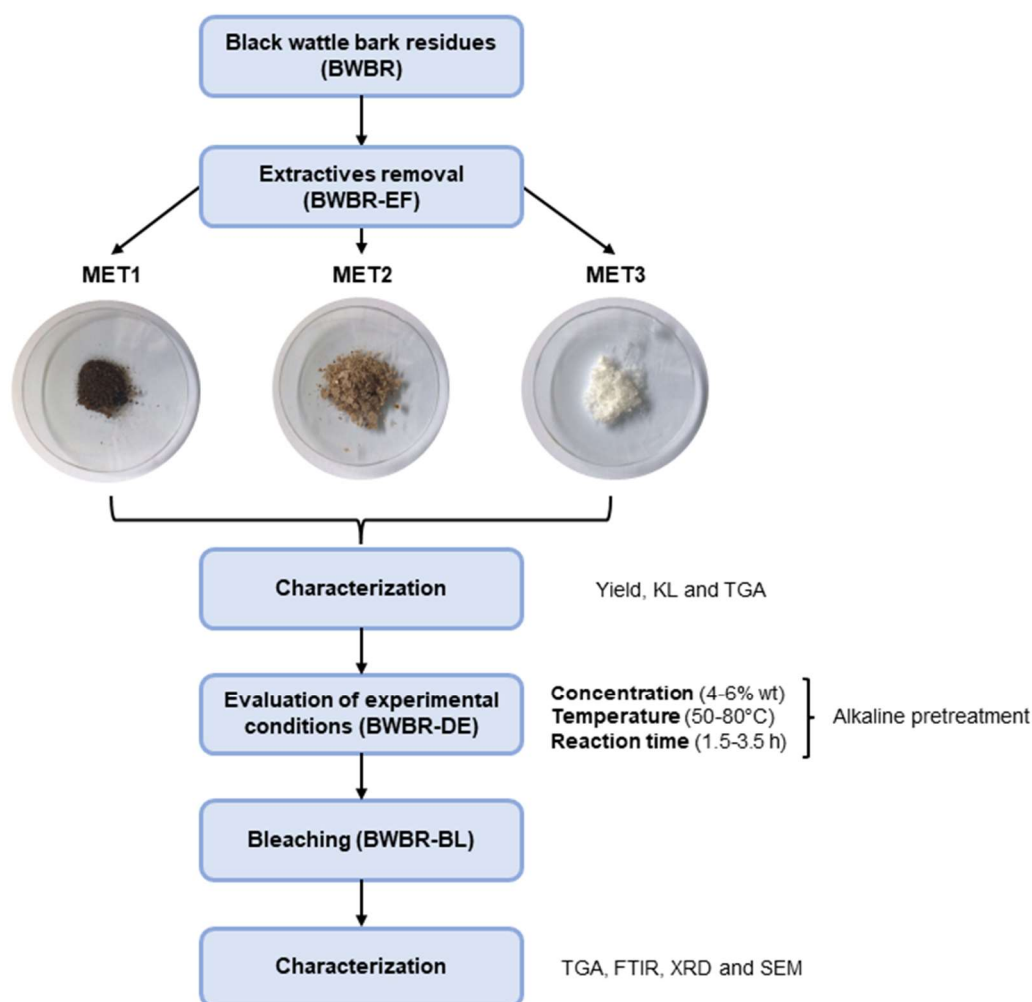 Black wattle bark residues
(BWBR)
Extractives removal
(BWBR-EF)
MET1
MET2
MET3
Characterization
Yield, KL and TGA
Evaluation of experimental
conditions (BWBR-DE)
Concentration (4-6% wt)
Temperature (50-80°C)
Reaction time (1.5-3.5 h)
Alkaline pretreatment
Bleaching (BWBR-BL)
Characterization
TGA, FTIR, XRD and SEM